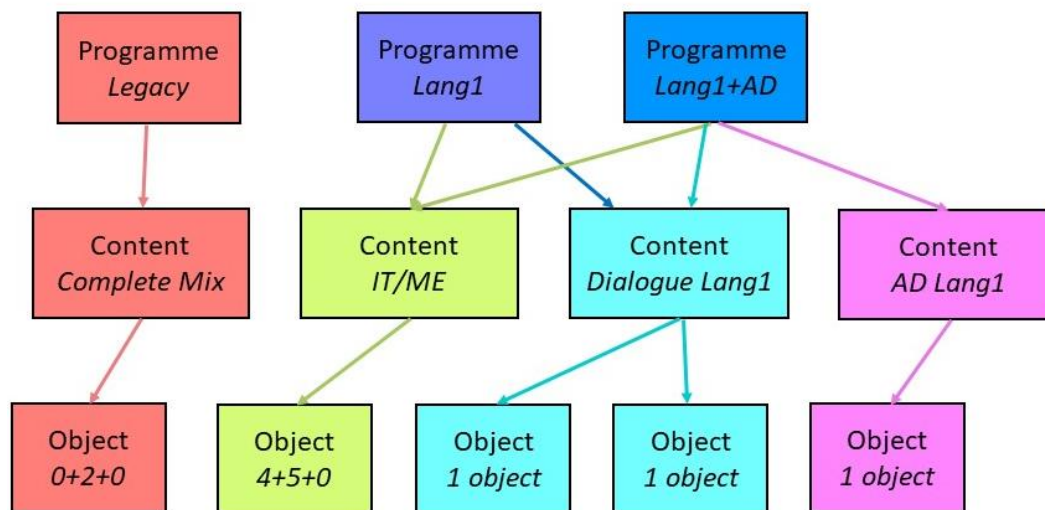 Programme
Legacy
Programme
Lang1
Programme
Lang1+AD
Content
Complete Mix
Content
IT/ME
Content
Dialogue Lang1
Content
AD Lang1
Object
0+2+0
Object
4+5+0
Object
1 object
Object
1 object
Object
1 object